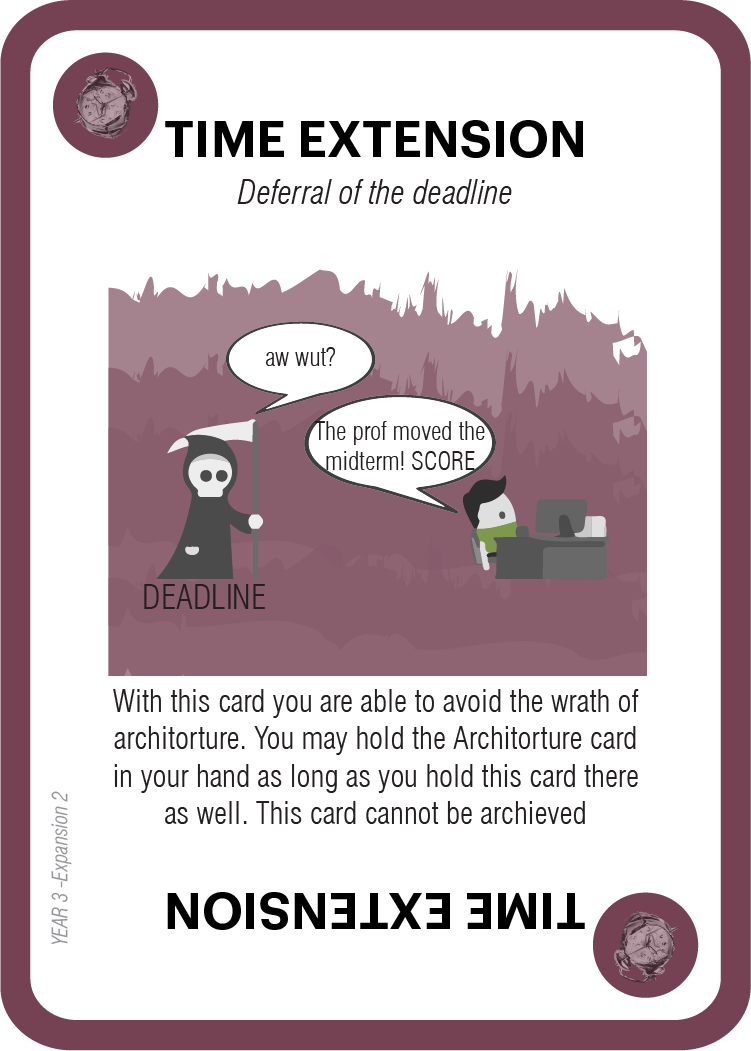 TIME EXTENSION
Deferral of the deadline
aw wut?
The prof moved the
midterm! SCORE
DEADLINE
With this card you are able to avoid the wrath of
architorture. You may hold the Architorture card
in your hand as long as you hold this card there
as well. This card cannot be archieved
YEAR 3 -Expansion 2
TIME EXTENSION